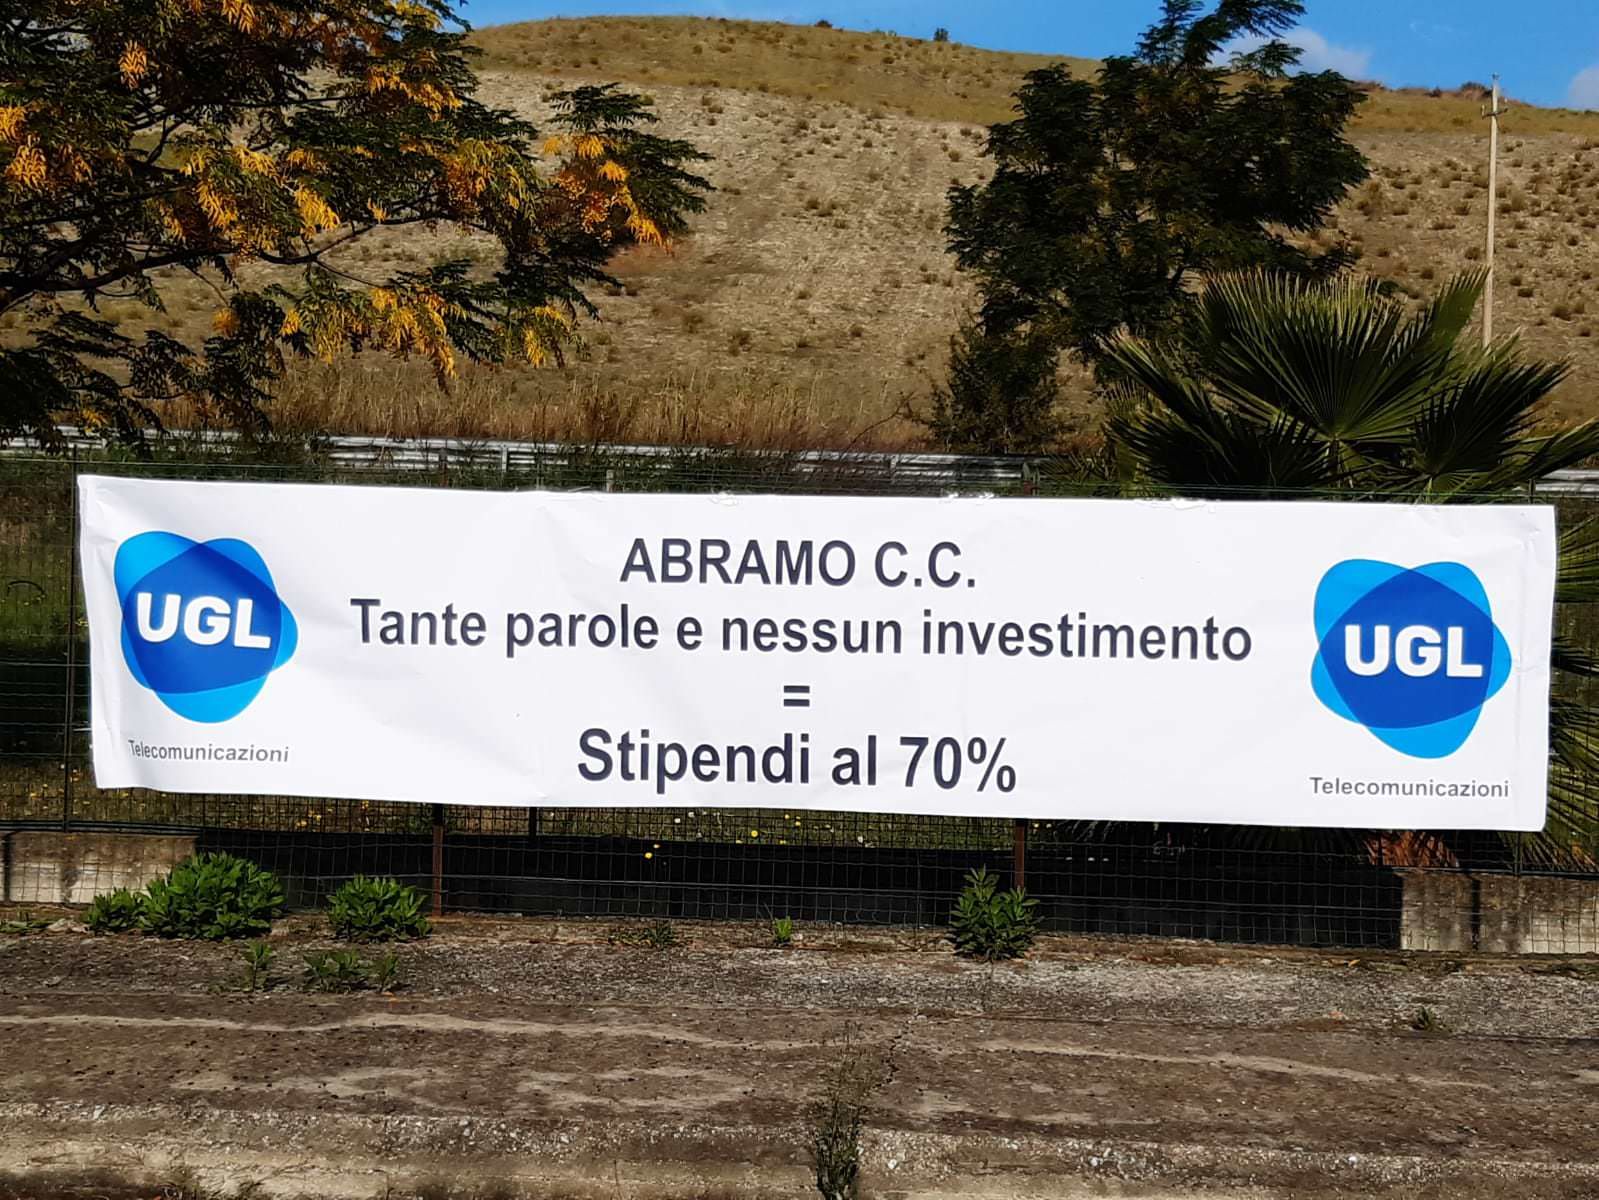 UGL
Telecomunicazioni
ABRAMO C.C.
Tante parole e nessun investimento
=
Stipendi al 70%
UGL
Telecomunicazioni